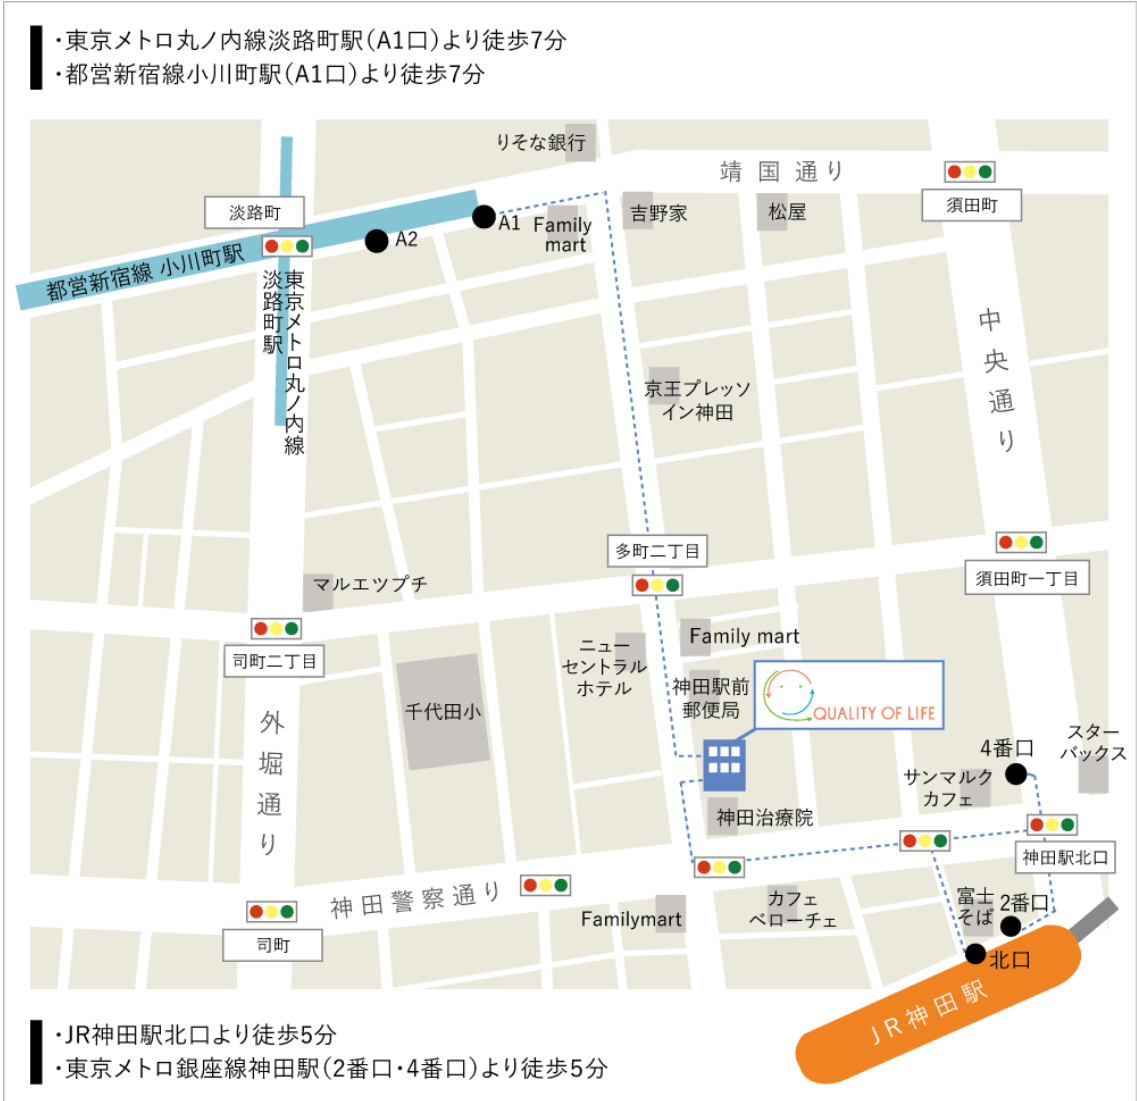 ・東京メトロ丸ノ内線淡路町駅(A1口)より徒歩7分
・都営新宿線小川町駅(A1口)より徒歩7分
りそな銀行
靖国通り
淡路町
須田町
A1
Family
mart
吉野家
松屋
A2
都営新宿線 小川町駅
東京メトロ丸ノ内線
淡路町駅
中央通り
京王プレッソ
イン神田
多町二丁目
須田町一丁目
マルエツプチ
司町二丁目
ニュー
セントラル
ホテル
Family mart
神田駅前
郵便局
QUALITY OF LIFE
千代田小
外堀通り
スター
バックス
4番口
サンマルク
カフェ
神田治療院
神田駅北口
神田警察通り
Familymart
カフェ
ベローチェ
富士
そば
2番口
司町
北口
JR神田駅
・JR神田駅北口より徒歩5分
・東京メトロ銀座線神田駅(2番口・4番口)より徒歩5分